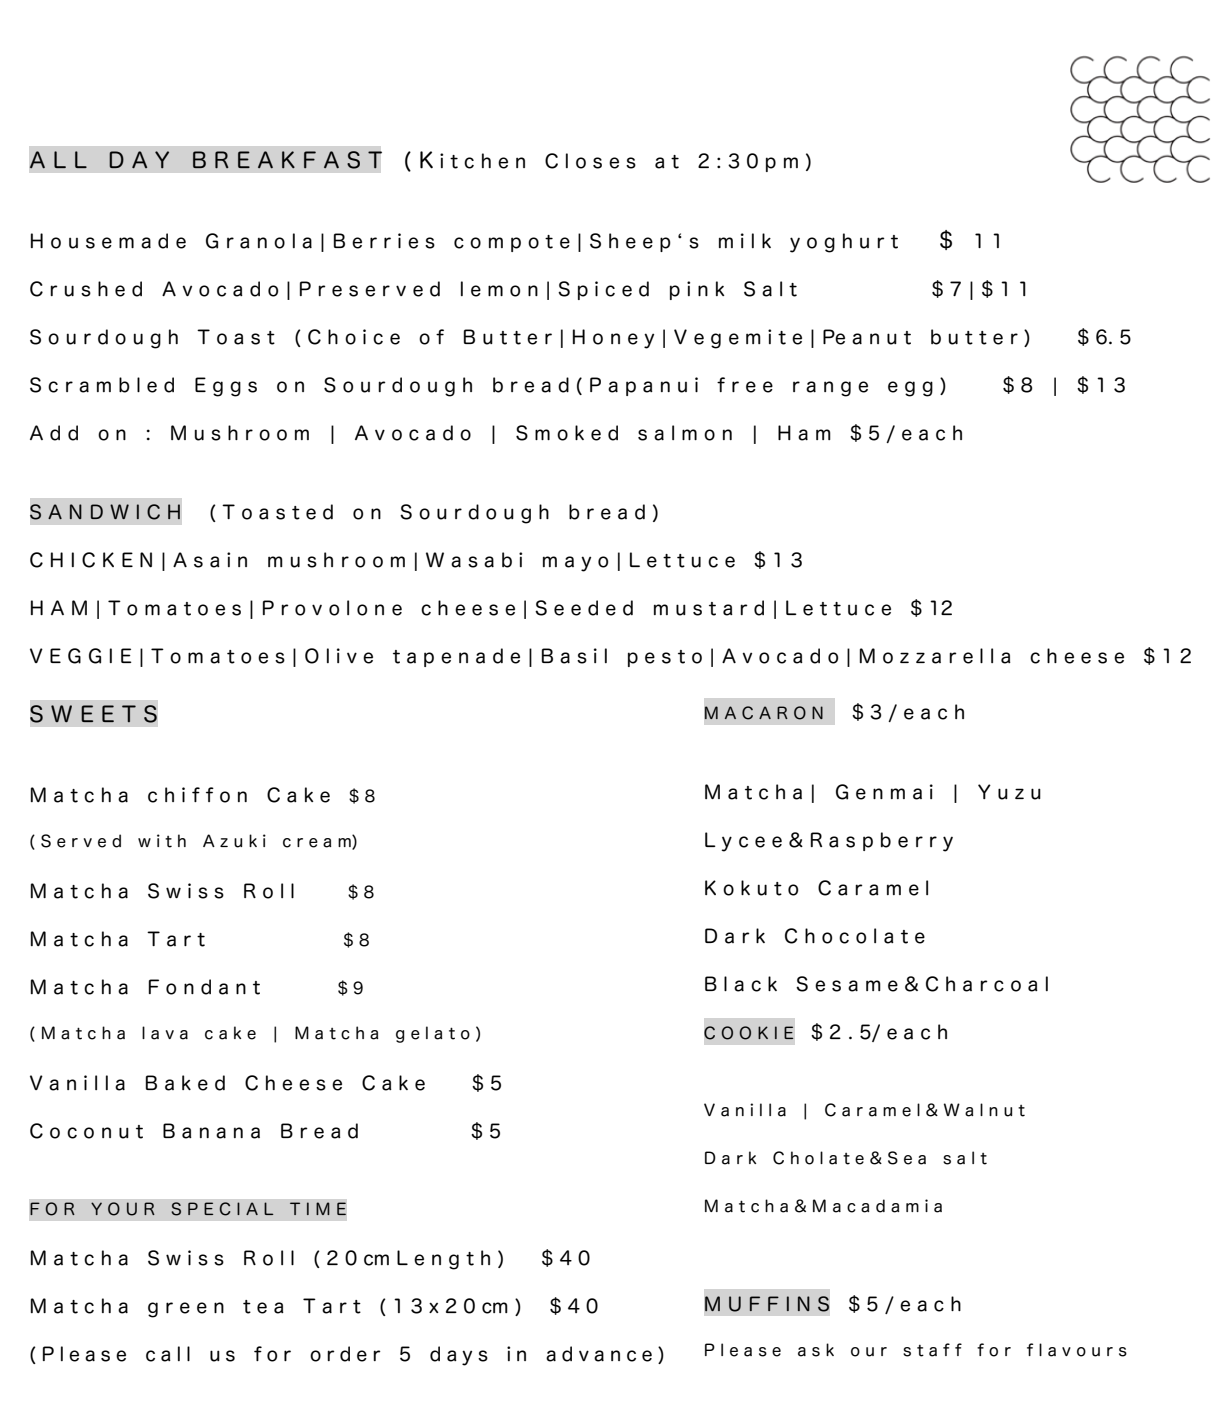 ALL DAY BREAKFAST (Kitchen Closes at 2:30pm)
Housemade Granola|Berries compote|Sheep‘s milk yoghurt $ 11
Crushed Avocado|Preserved lemon|Spiced pink Salt $7|$11
Sourdough Toast (Choice of Butter|Honey|Vegemite|Peanut butter) $6.5
Scrambled Eggs on Sourdough bread(Papanui free range egg) $8 | $13
Add on : Mushroom | Avocado | Smoked salmon | Ham $5/each
SANDWICH (Toasted on Sourdough bread)
CHICKEN|Asain mushroom|Wasabi mayo|Lettuce $13
HAM|Tomatoes|Provolone cheese|Seeded mustard|Lettuce $12
VEGGIE|Tomatoes|Olive tapenade|Basil pesto|Avocado|Mozzarella cheese $12
SWEETS
Matcha chiffon Cake $8
(Served with Azuki cream)
Matcha Swiss Roll $8
Matcha Tart $8
Matcha Fondant $9
(Matcha lava cake | Matcha gelato)
Vanilla Baked Cheese Cake $5
Coconut Banana Bread $5
FOR YOUR SPECIAL TIME
Matcha Swiss Roll (20cmLength) $40
Matcha green tea Tart (13x20cm) $40
(Please call us for order 5 days in advance)
MACARON $3/each
Matcha| Genmai | Yuzu
Lycee&Raspberry
Kokuto Caramel
Dark Chocolate
Black Sesame&Charcoal
COOKIE $2.5/each
Vanilla | Caramel&Walnut
Dark Cholate&Sea salt
Matcha&Macadamia
MUFFINS $5/each
Please ask our staff for flavours